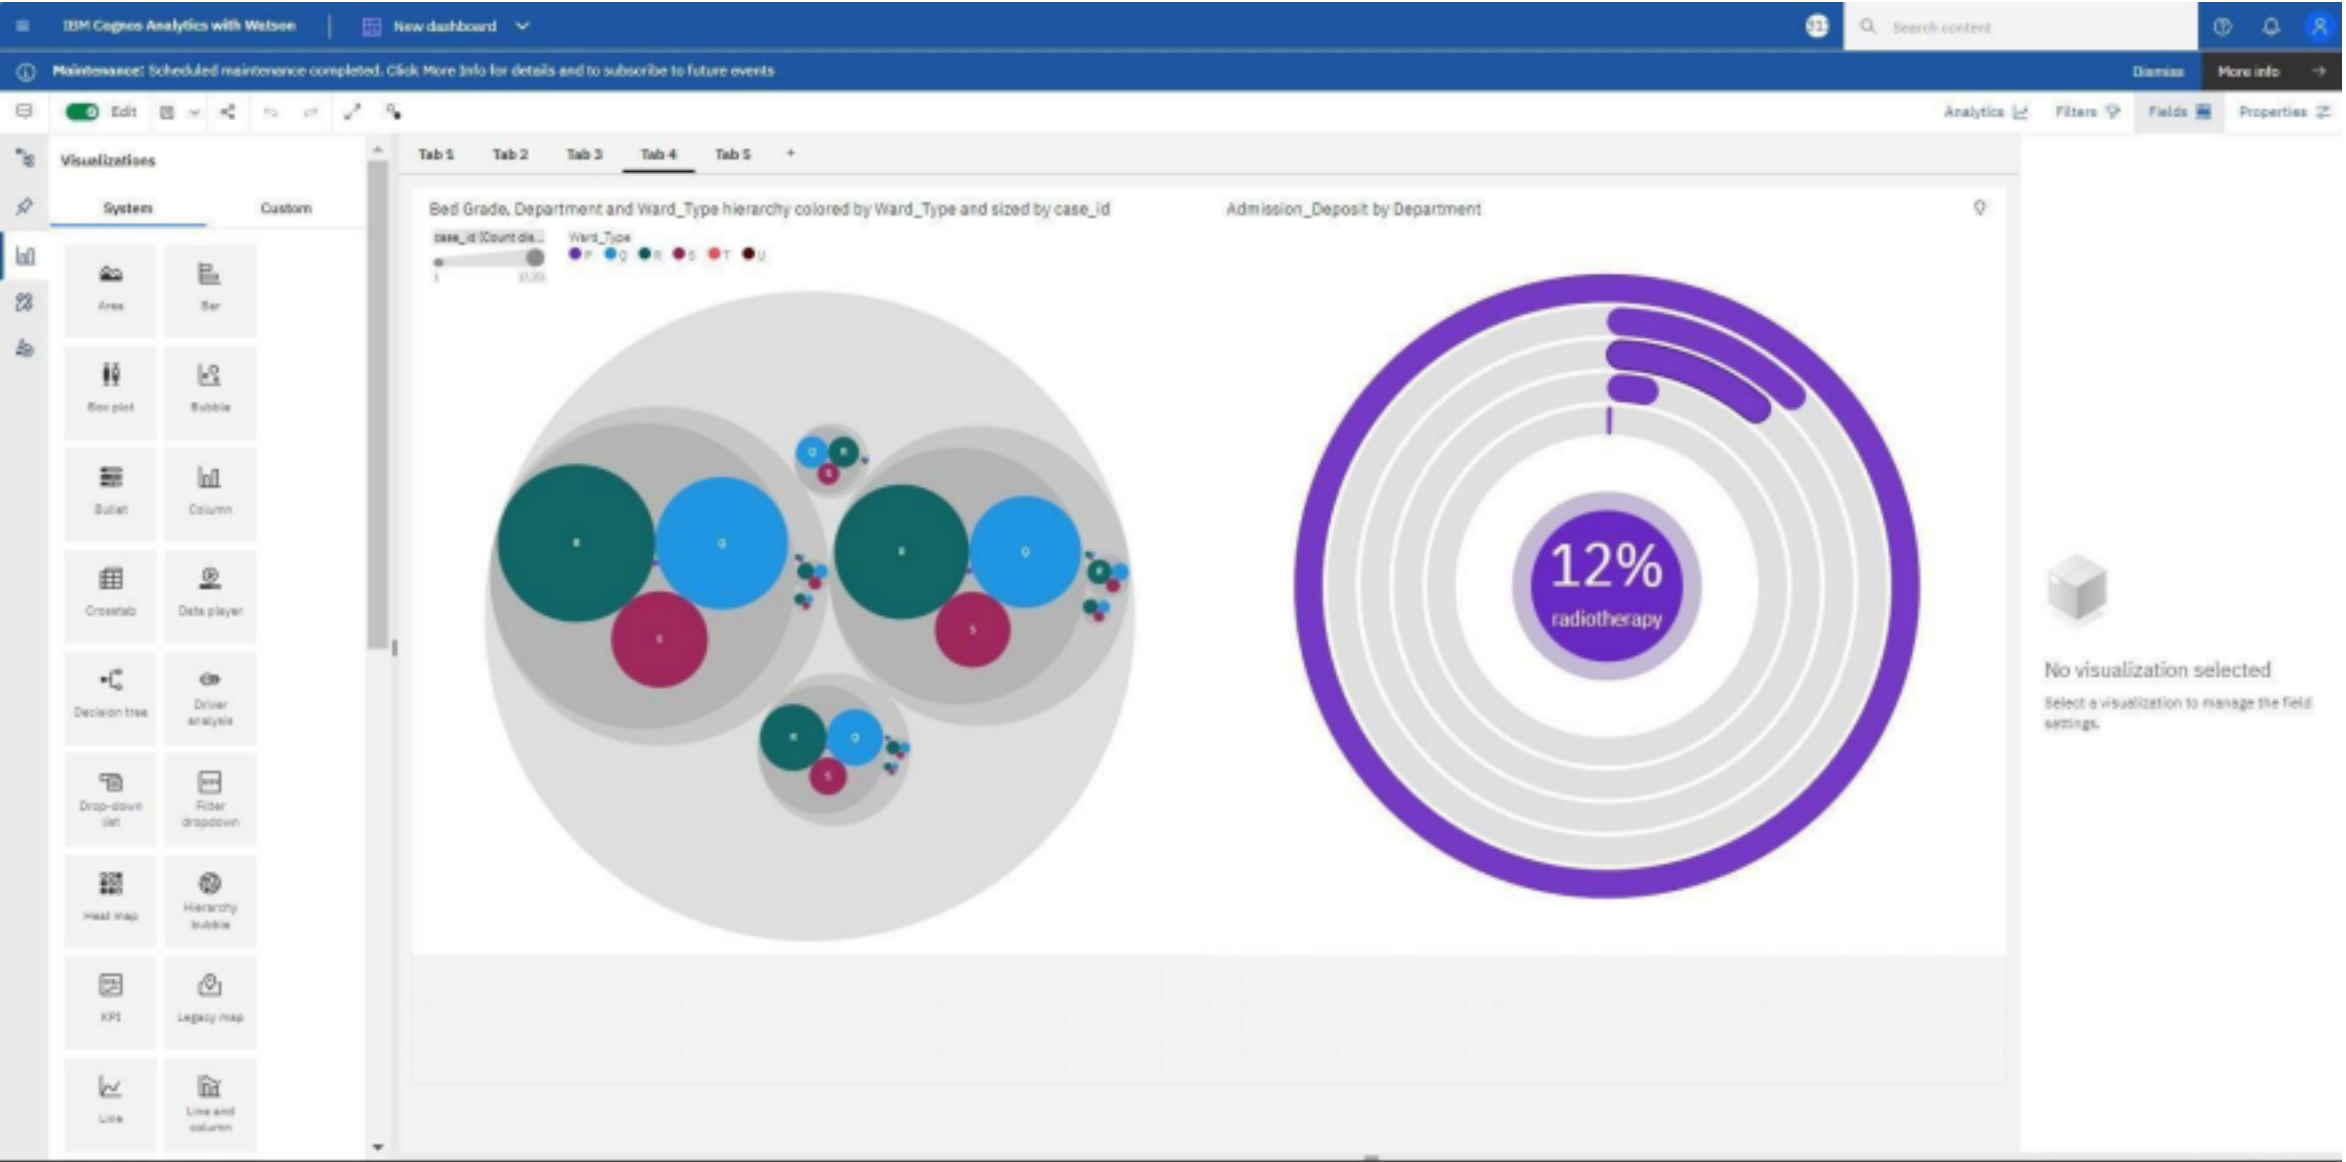 IBM Cognos Analytics with Watson
New dashboard
Search content
Maintenance: Scheduled maintenance completed. Click More Info for details and to subscribe to future events
Dismiss
More info
Edit
Analytics
Filters
Fields
Properties
Visualizations
System
Custom
Area
Bar
Box plot
Bubble
Bullet
Column
Crosstab
Data player
Decision tree
Driver
analysis
Drop-down
list
Filter
dropdown
Heat map
Hierarchy
bubble
KPI
Legacy map
Line
Line and
column
Tab 1
Tab 2
Tab 3
Tab 4
Tab 5
+
Bed Grade, Department and Ward_Type hierarchy colored by Ward_Type and sized by case_id
case_id (Count dis...
1
Ward_Type
P Q R S T U
Q R
S
R Q
S
R Q
S
R
R Q
S
Admission_Deposit by Department
12%
radiotherapy
No visualization selected
Select a visualization to manage the field
settings.